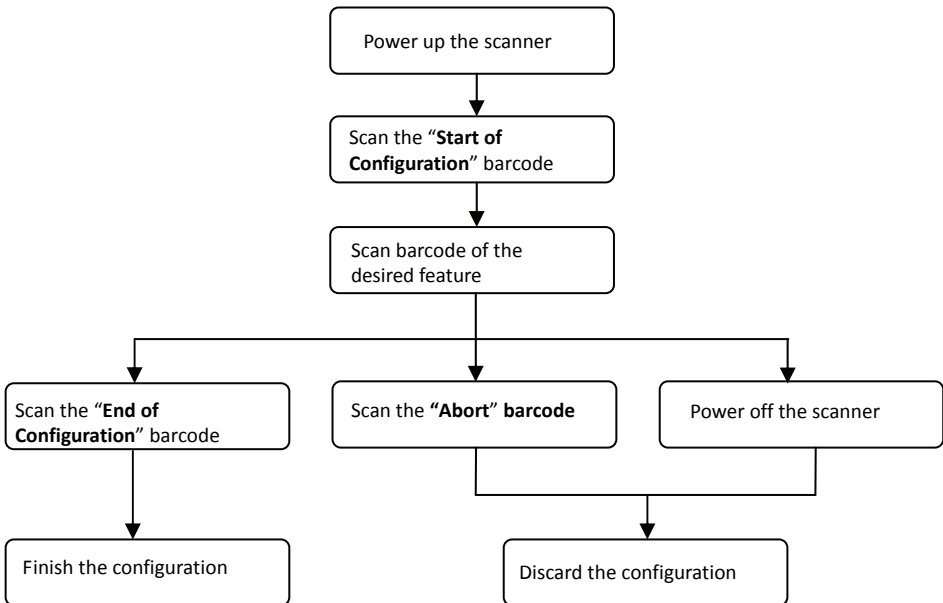 Power up the scanner
Scan the “Start of
Configuration” barcode
Scan barcode of the
desired feature
Scan the “End of
Configuration” barcode
Scan the “Abort” barcode
Power off the scanner
Finish the configuration
Discard the configuration